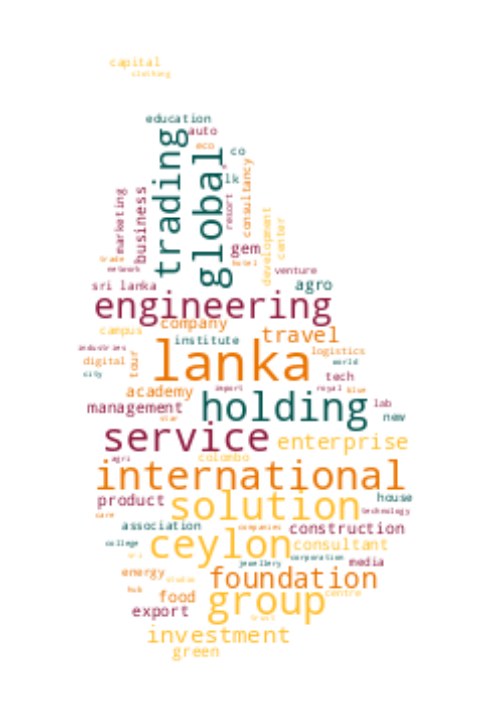 capital
clothing
education
auto
trading
eco
co
global
lk
consultancy
resort
marketing
business
development
center
gem
trade
hotel
network
venture
sri lanka
agro
engineering
company
campus
travel
institute
industries
lanka
logistics
digital
tour
world
city
tech
academy
import
royal
blue
management
holding
lab
star
new
service
enterprise
agri
colombo
international
product
solution
house
care
technology
association
companies
construction
college
ceylon
consultant
sri
corporation
jewellery
media
energy
studio
foundation
hub
food
group
centre
export
trust
investment
green